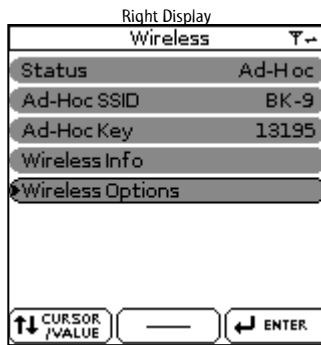 Right Display
Wireless
Status Ad-Hoc
Ad-Hoc SSID BK-9
Ad-Hoc Key 13195
Wireless Info
Wireless Options
CURSOR
/VALUE
ENTER